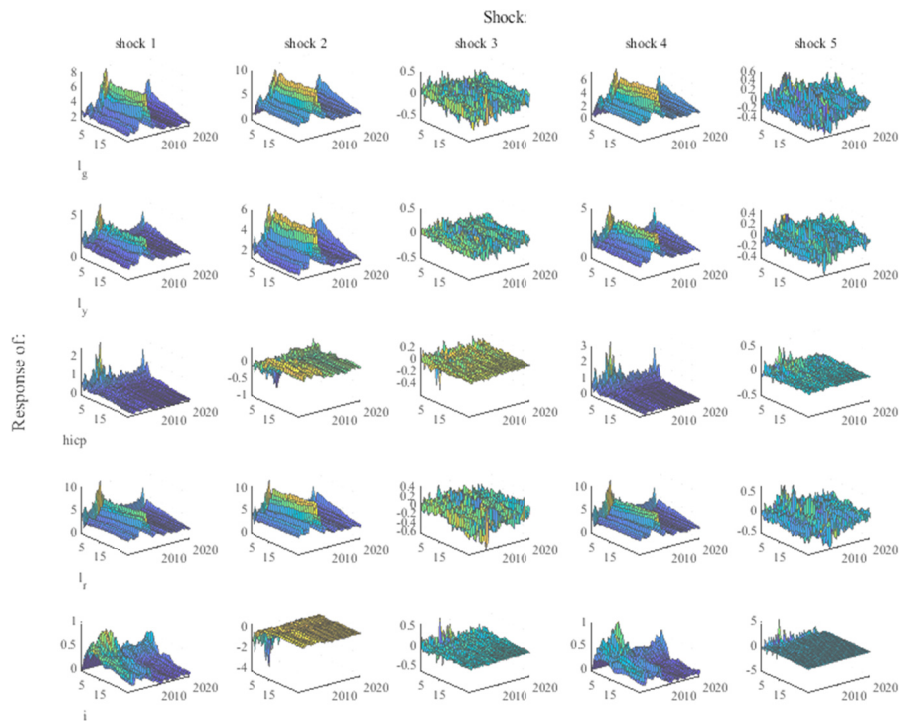 Shock:
shock 1 shock 2 shock 3 shock 4 shock 5
Response of:
8 6 4 2 5 15 2010 2020
10 5 0 5 15 2010 2020
0.5 0 -0.5 5 15 2010 2020
6 4 2 0 5 15 2010 2020
0.6 0.4 0.2 0 -0.2 -0.4 5 15 2010 2020
l_g
5 0 5 15 2010 2020
6 4 2 5 15 2010 2020
0.5 0 -0.5 5 15 2010 2020
5 0 5 15 2010 2020
0.4 0.2 0 -0.2 -0.4 5 15 2010 2020
l_y
2 1 0 5 15 2010 2020
0 -0.5 -1 5 15 2010 2020
0.2 0 -0.2 -0.4 5 15 2010 2020
3 2 1 0 5 15 2010 2020
0.5 0 -0.5 5 15 2010 2020
hicp
10 5 0 5 15 2010 2020
10 5 0 5 15 2010 2020
0.4 0.2 0 -0.2 -0.4 -0.6 5 15 2010 2020
10 5 0 5 15 2010 2020
0.5 0 -0.5 5 15 2010 2020
l_r
1 0.5 0 5 15 2010 2020
0 -2 -4 5 15 2010 2020
0.5 0 -0.5 5 15 2010 2020
1 0.5 0 5 15 2010 2020
5 0 -5 5 15 2010 2020
i